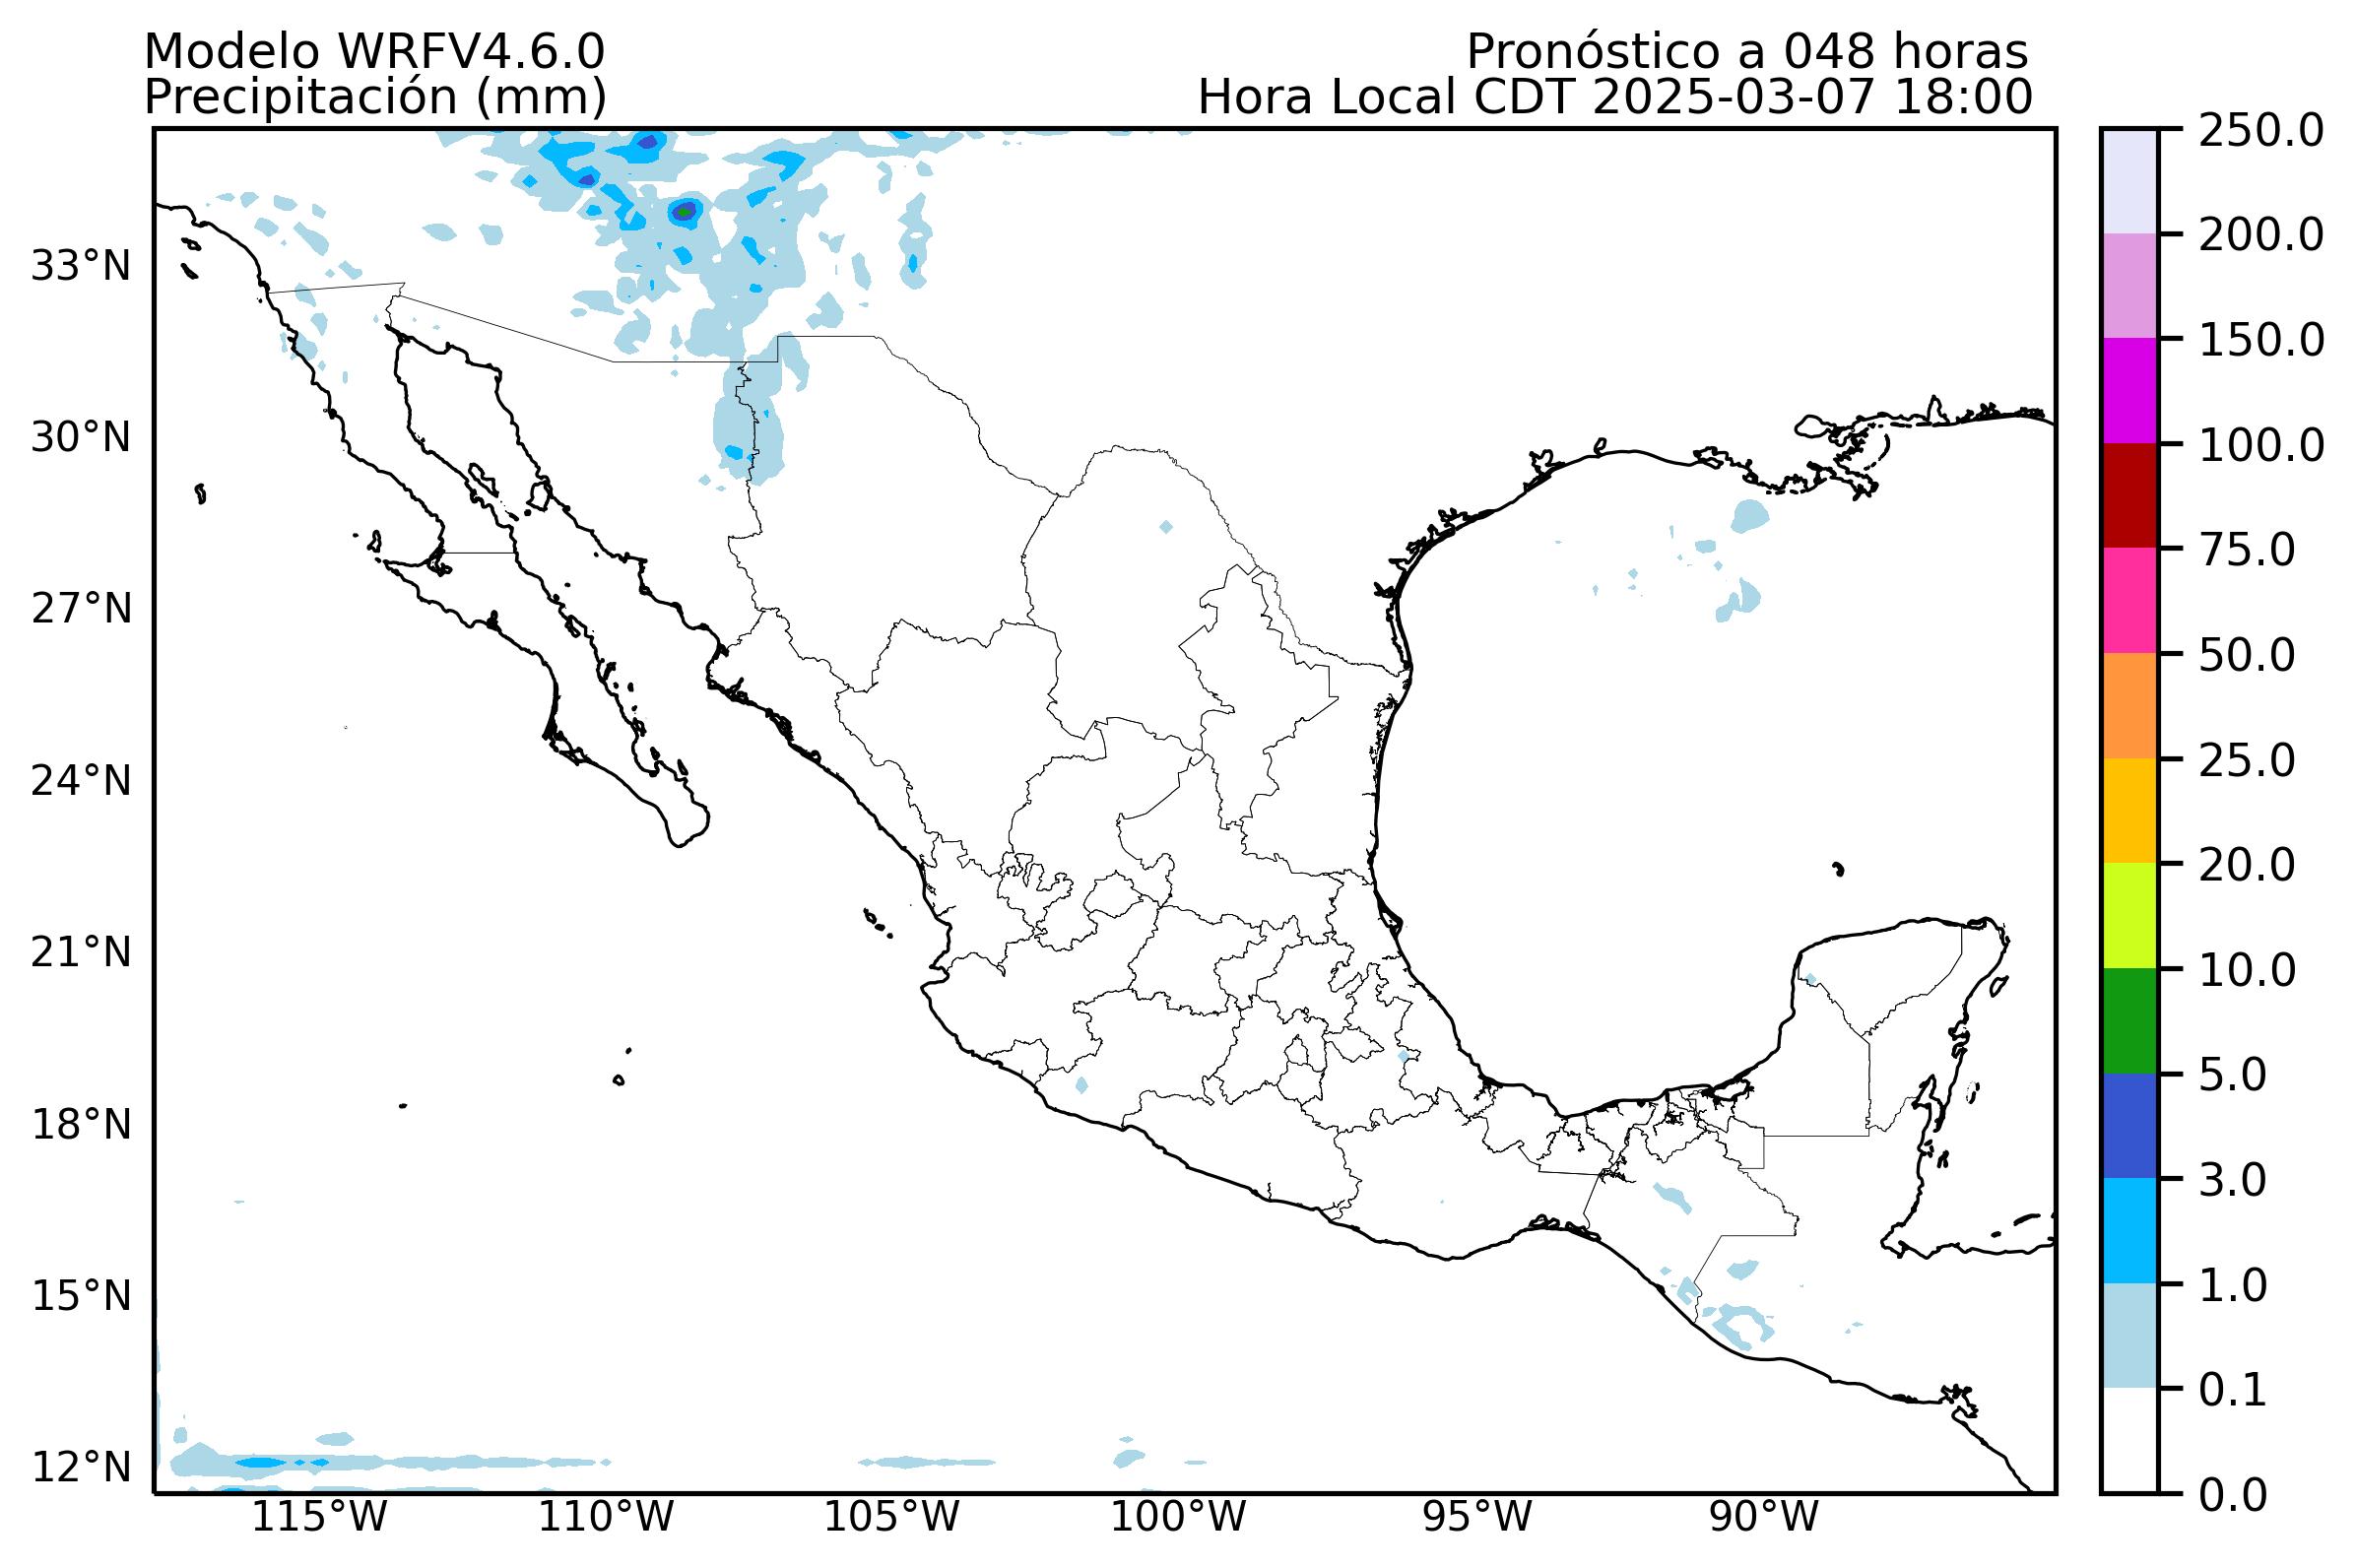 Modelo WRFV4.6.0
Precipitación (mm)
Pronóstico a 048 horas
Hora Local CDT 2025-03-07 18:00
33°N
30°N
27°N
24°N
21°N
18°N
15°N
12°N
115°W
110°W
105°W
100°W
95°W
90°W
250.0
200.0
150.0
100.0
75.0
50.0
25.0
20.0
10.0
5.0
3.0
1.0
0.1
0.0